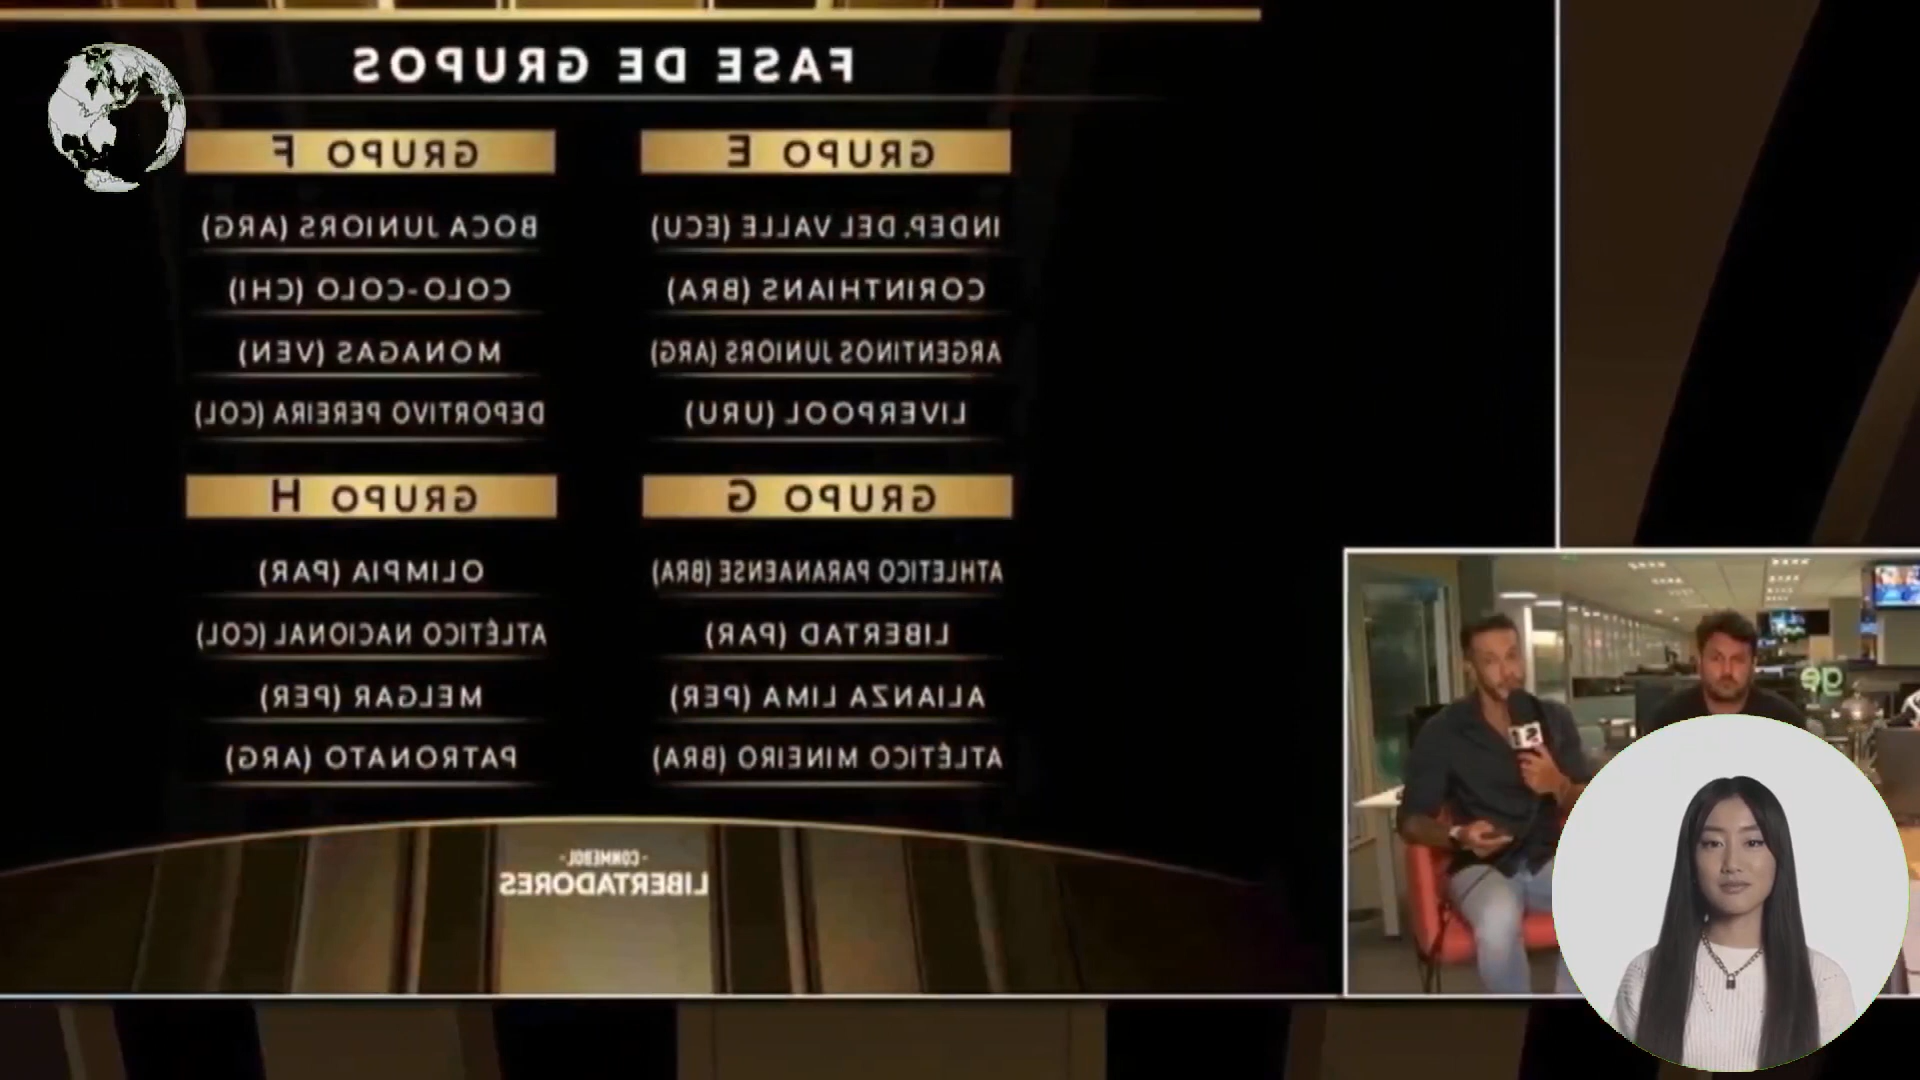 FASE DE GRUPOS
GRUPO E
INDEP. DEL VALLE (ECU)
CORINTHIANS (BRA)
ARGENTINOS JUNIORS (ARG)
LIVERPOOL (URU)
GRUPO F
BOCA JUNIORS (ARG)
COLO-COLO (CHI)
MONAGAS (VEN)
DEPORTIVO PEREIRA (COL)
GRUPO G
ATHLETICO PARANAENSE (BRA)
LIBERTAD (PAR)
ALIANZA LIMA (PER)
ATLÉTICO MINEIRO (BRA)
GRUPO H
OLIMPIA (PAR)
ATLÉTICO NACIONAL (COL)
MELGAR (PER)
PATRONATO (ARG)
-CONMEBOL-
LIBERTADORES
ge